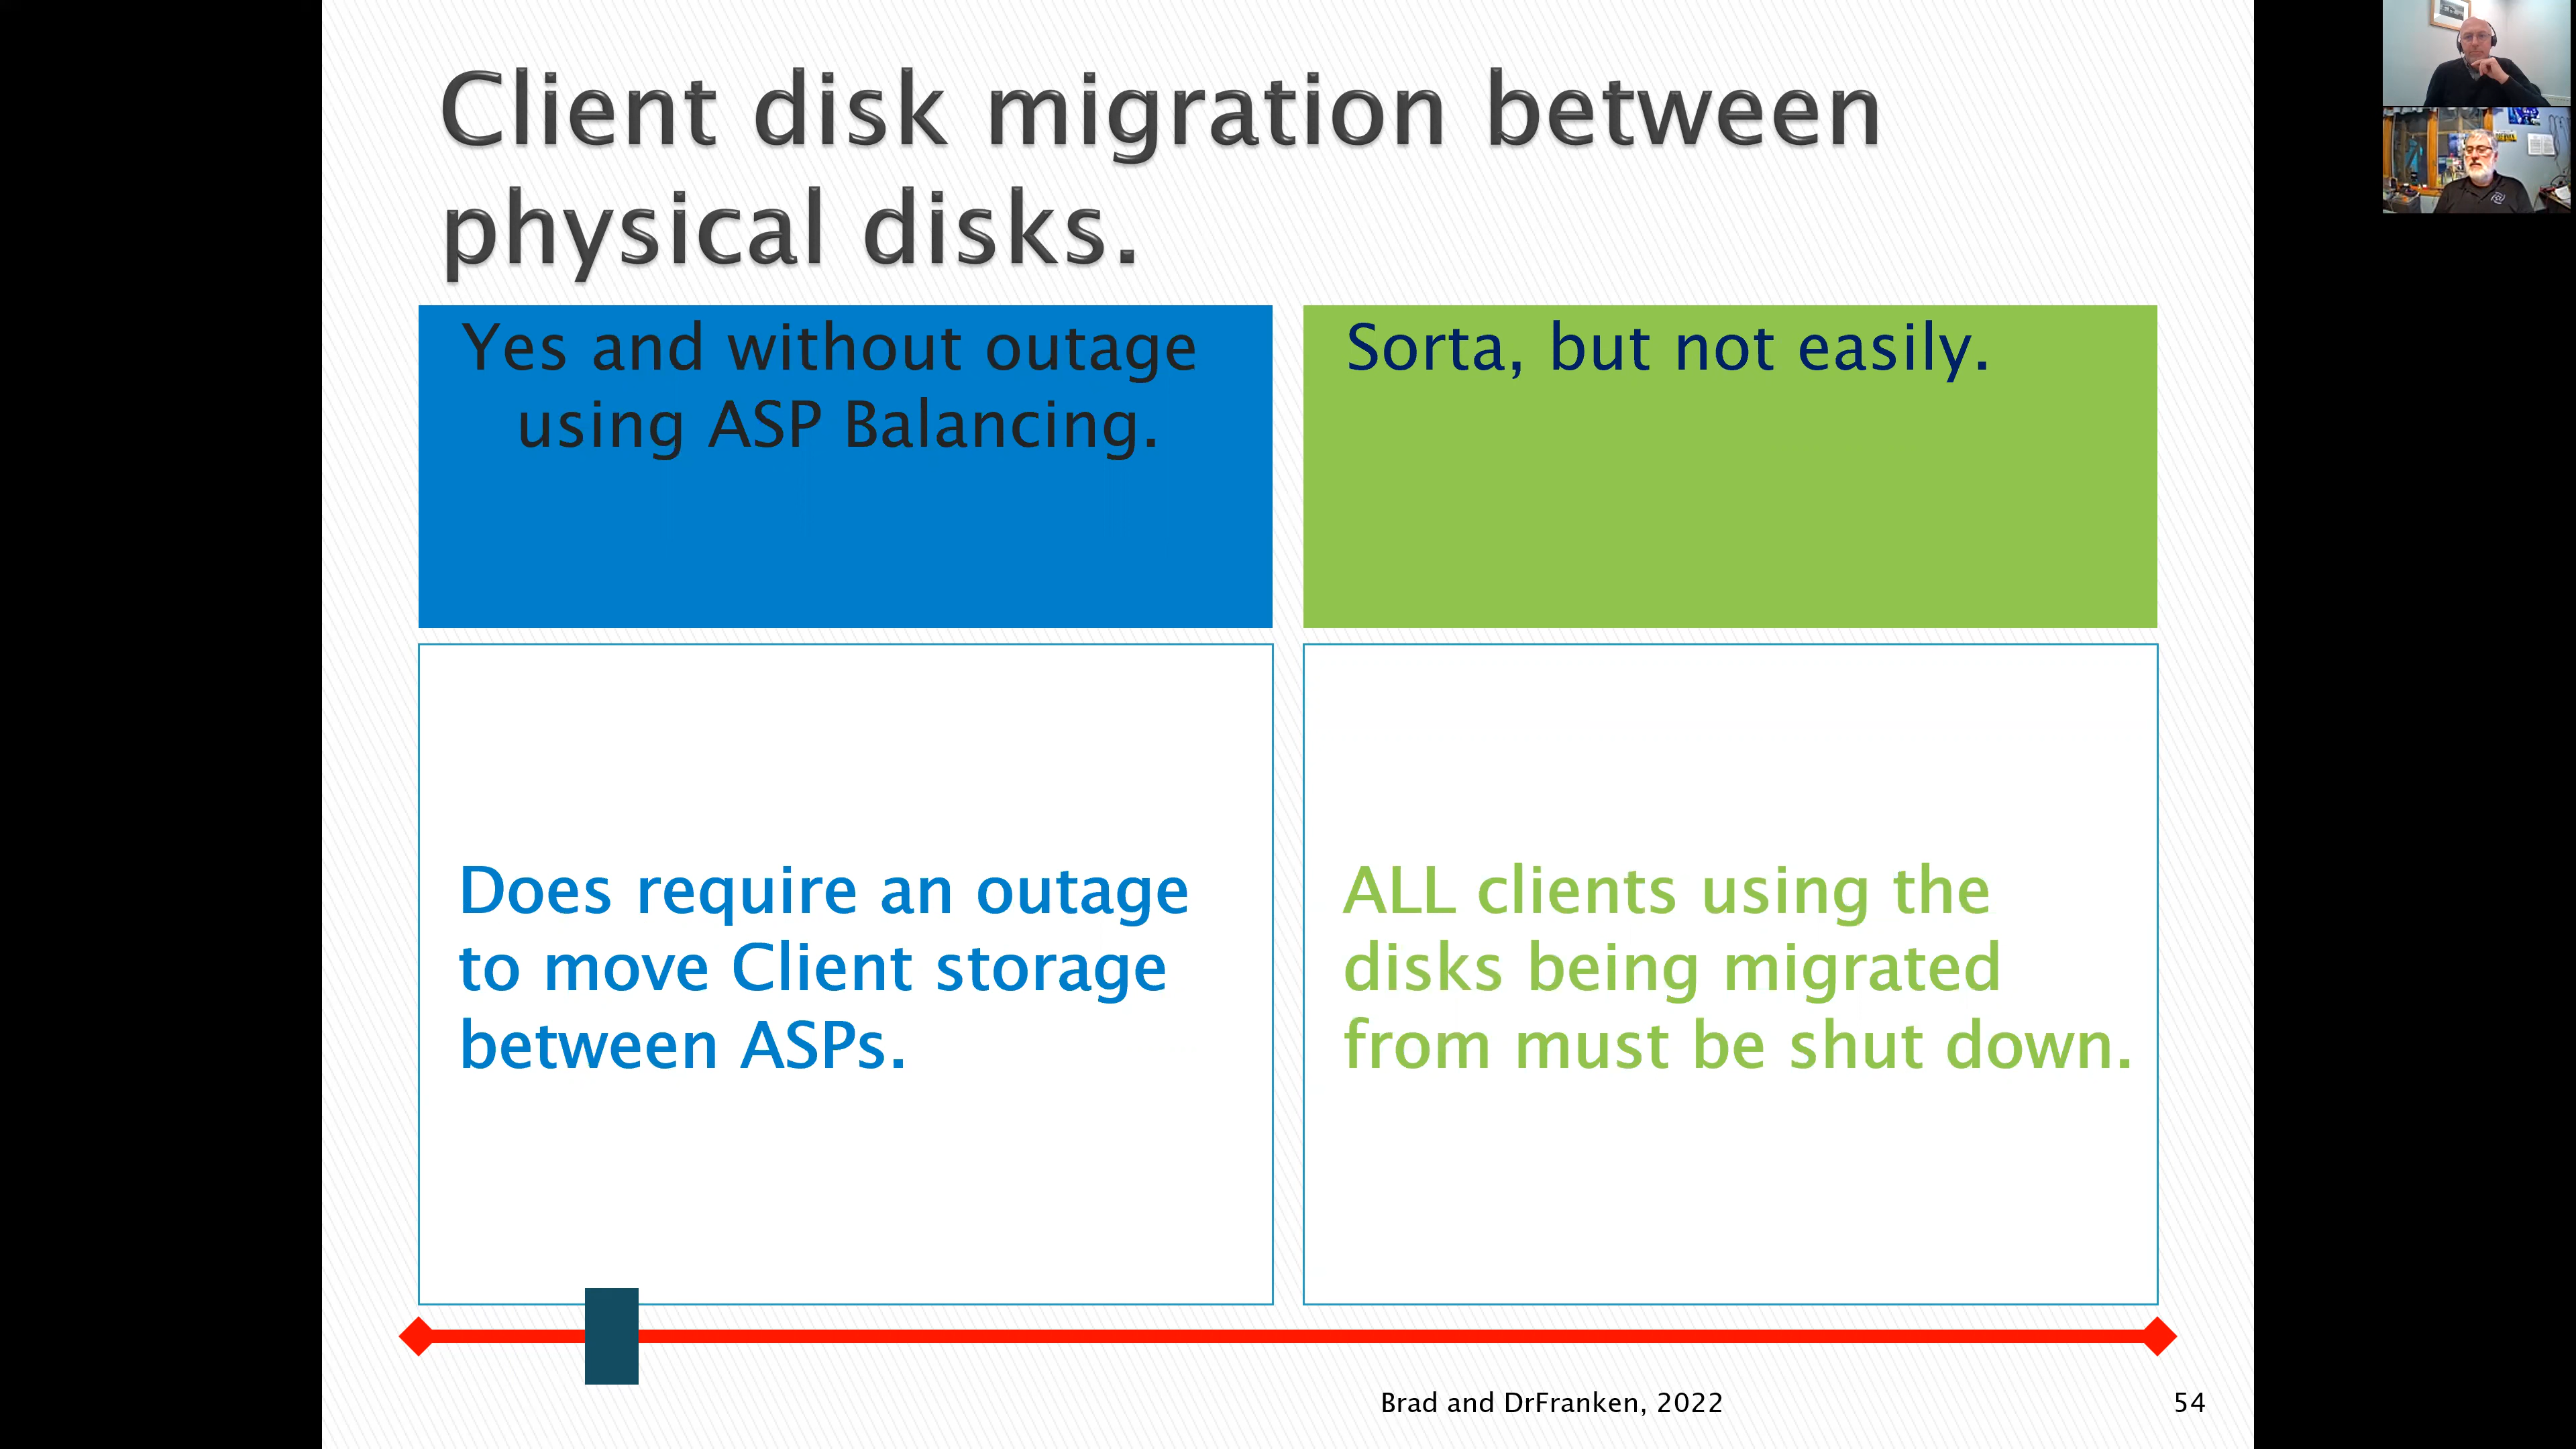 Client disk migration between
physical disks.
Yes and without outage
using ASP Balancing.
Sorta, but not easily.
Does require an outage
to move Client storage
between ASPs.
ALL clients using the
disks being migrated
from must be shut down.
Brad and DrFranken, 2022
54